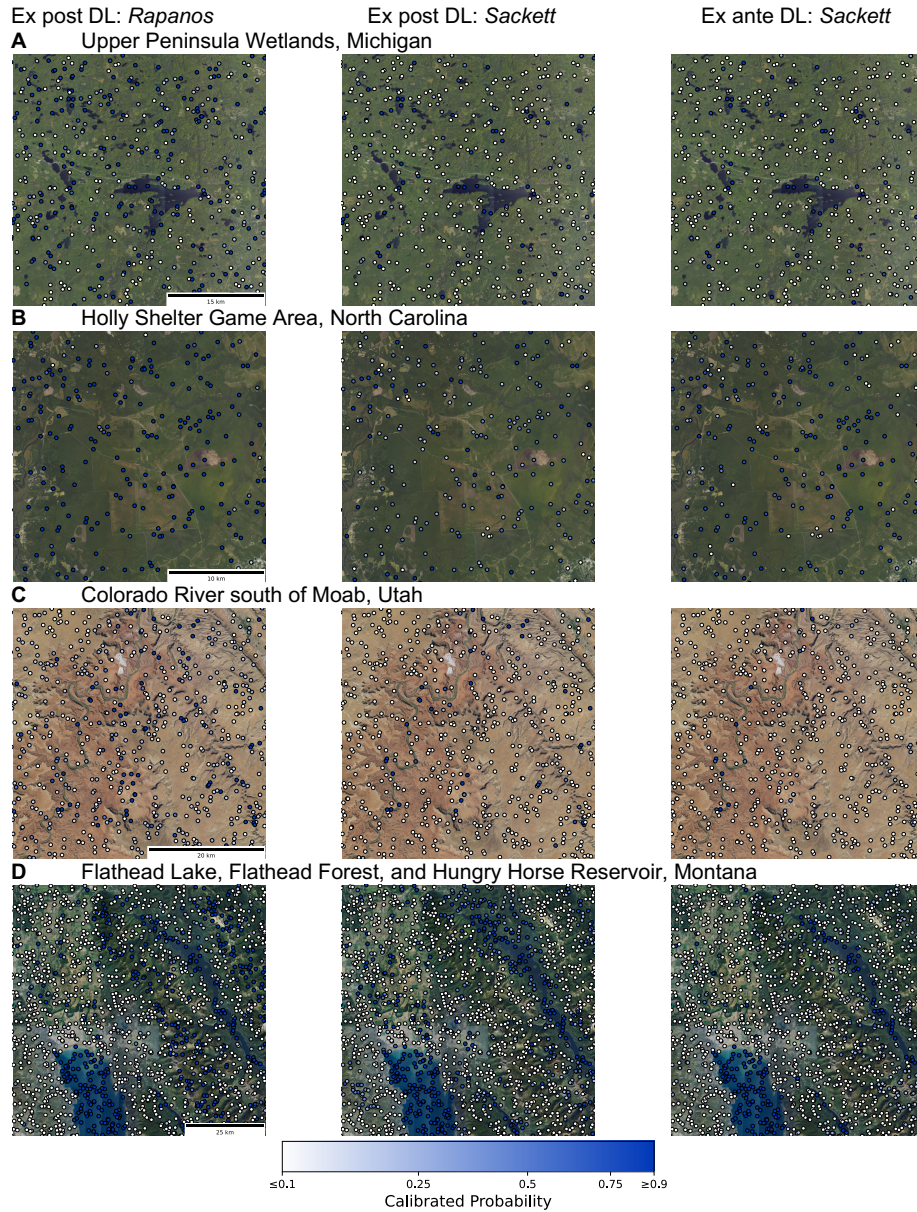 Ex post DL: Rapanos Ex post DL: Sackett Ex ante DL: Sackett
A Upper Peninsula Wetlands, Michigan
15 km
B Holly Shelter Game Area, North Carolina
10 km
C Colorado River south of Moab, Utah
20 km
D Flathead Lake, Flathead Forest, and Hungry Horse Reservoir, Montana
25 km
≤0.1 0.25 0.5 0.75 ≥0.9
Calibrated Probability